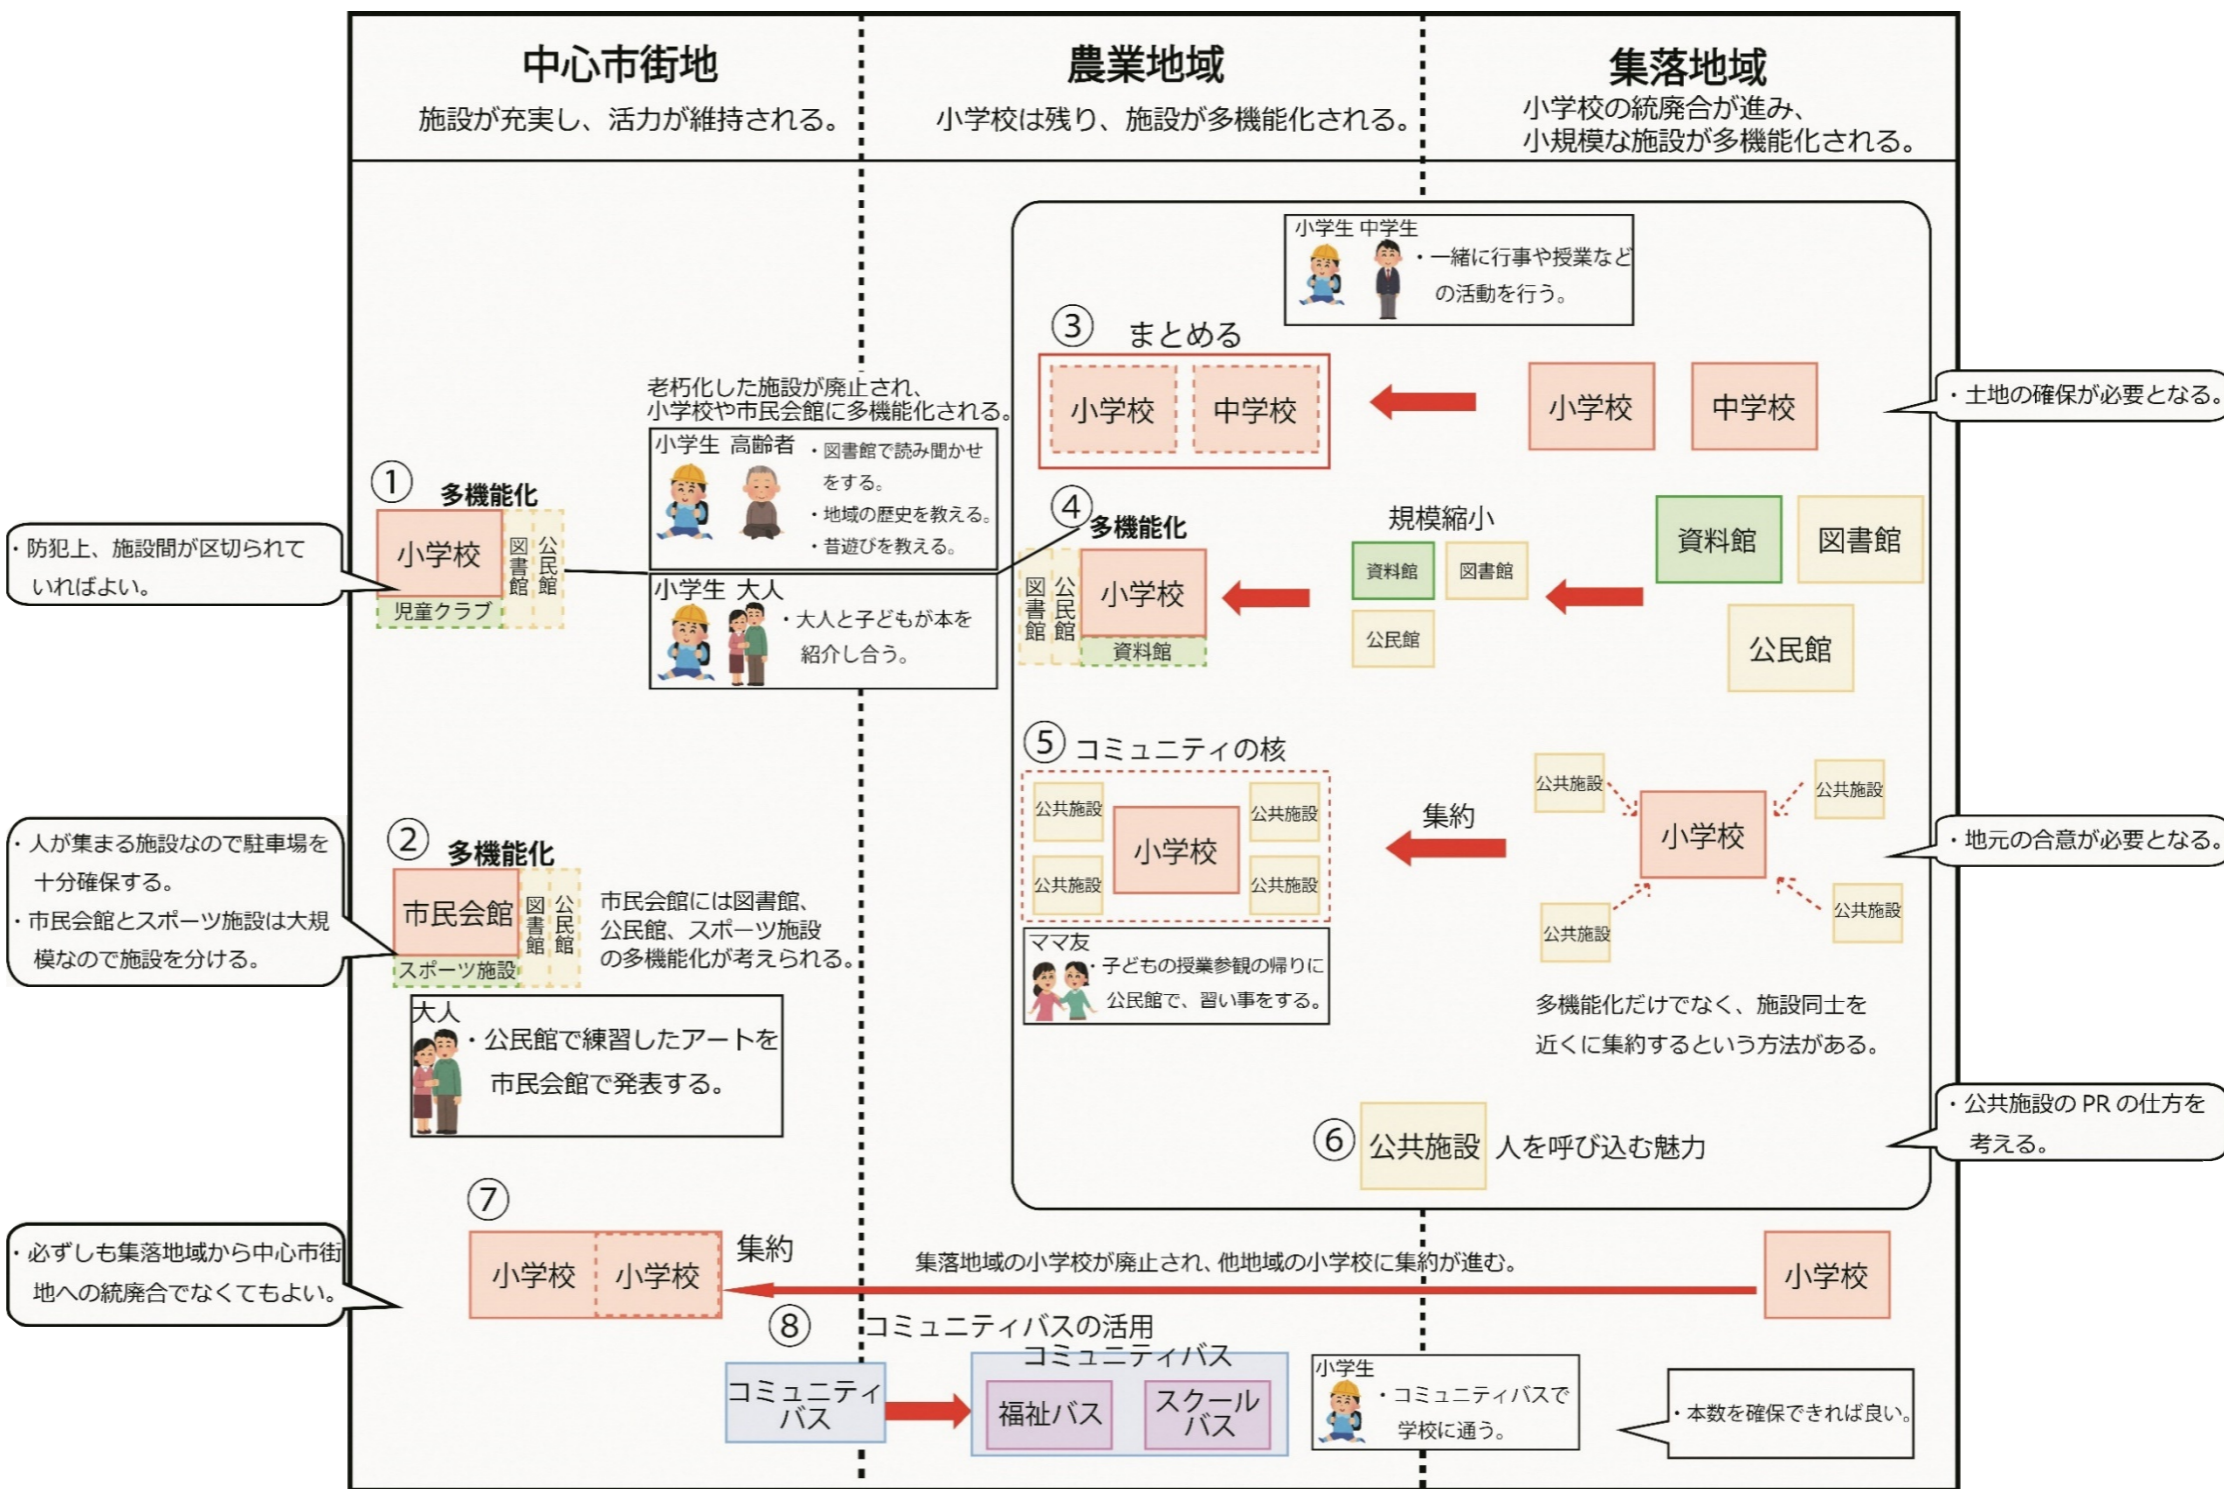 中心市街地
施設が充実し、活力が維持される。
農業地域
小学校は残り、施設が多機能化される。
集落地域
小学校の統廃合が進み、
小規模な施設が多機能化される。
小学生 中学生
・一緒に行事や授業など
の活動を行う。
③ まとめる
小学校
中学校
小学校
中学校
・土地の確保が必要となる。
老朽化した施設が廃止され、
小学校や市民会館に多機能化される。
小学生 高齢者
・図書館で読み聞かせ
をする。
・地域の歴史を教える。
・昔遊びを教える。
小学生 大人
・大人と子どもが本を
紹介し合う。
① 多機能化
小学校
図書館
公民館
児童クラブ
・防犯上、施設間が区切られて
いればよい。
④ 多機能化
図書館
公民館
小学校
資料館
規模縮小
資料館
図書館
公民館
資料館
図書館
公民館
⑤ コミュニティの核
公共施設
公共施設
小学校
公共施設
公共施設
集約
公共施設
公共施設
小学校
公共施設
公共施設
・地元の合意が必要となる。
ママ友
・子どもの授業参観の帰りに
公民館で、習い事をする。
多機能化だけでなく、施設同士を
近くに集約するという方法がある。
② 多機能化
市民会館
図書館
公民館
スポーツ施設
市民会館には図書館、
公民館、スポーツ施設
の多機能化が考えられる。
・人が集まる施設なので駐車場を
十分確保する。
・市民会館とスポーツ施設は大規
模なので施設を分ける。
大人
・公民館で練習したアートを
市民会館で発表する。
⑥ 公共施設 人を呼び込む魅力
・公共施設の PR の仕方を
考える。
⑦
小学校
小学校
集約
集落地域の小学校が廃止され、他地域の小学校に集約が進む。
小学校
・必ずしも集落地域から中心市街
地への統廃合でなくてもよい。
⑧ コミュニティバスの活用
コミュニティ
バス
コミュニティバス
福祉バス
スクール
バス
小学生
・コミュニティバスで
学校に通う。
・本数を確保できれば良い。